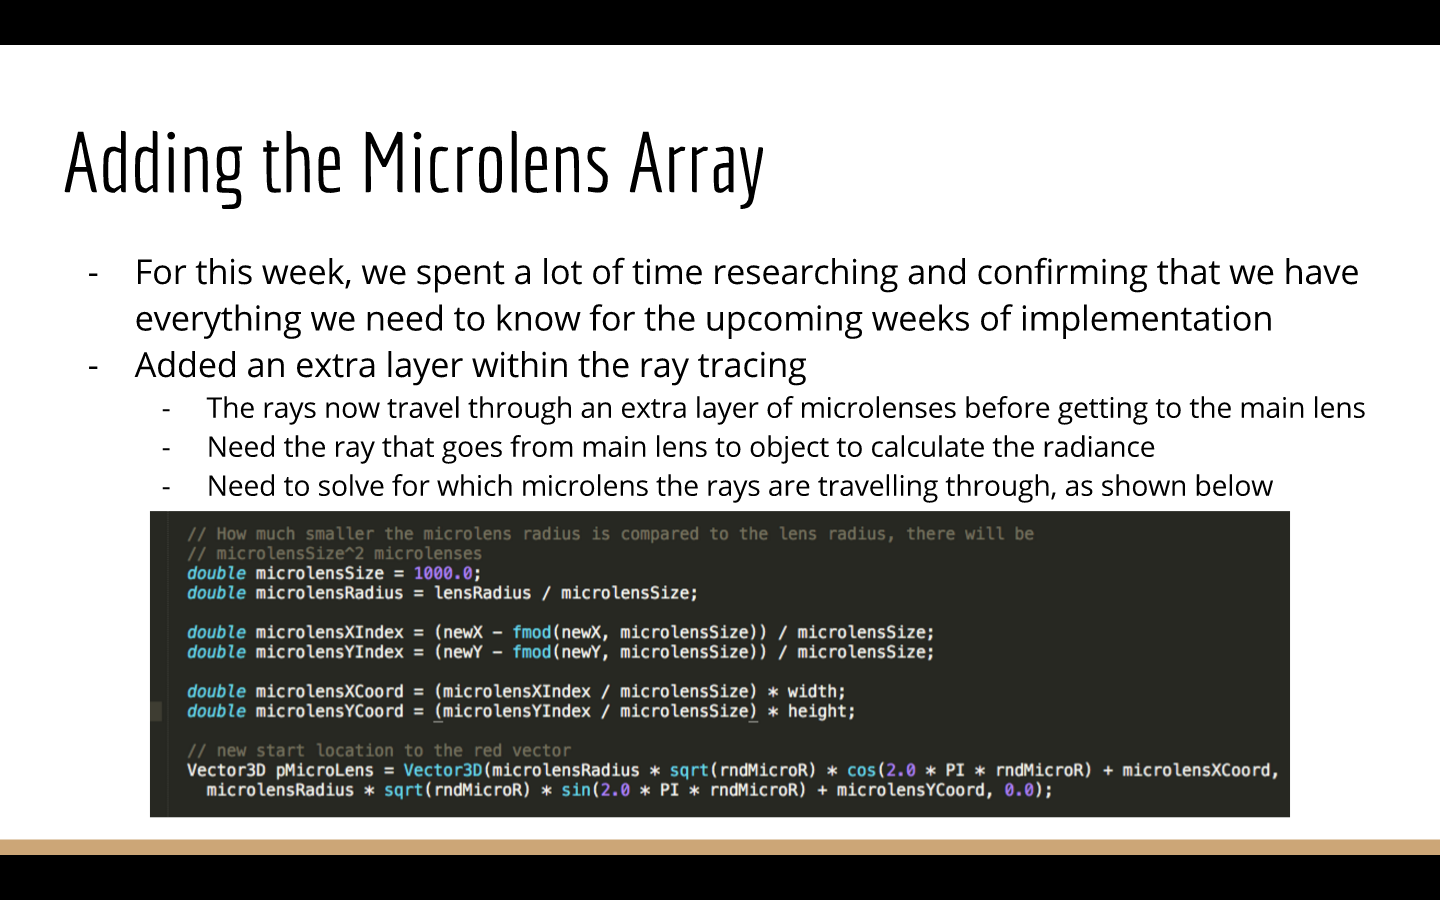 Adding the Microlens Array
- For this week, we spent a lot of time researching and confirming that we have
everything we need to know for the upcoming weeks of implementation
- Added an extra layer within the ray tracing
- The rays now travel through an extra layer of microlenses before getting to the main lens
- Need the ray that goes from main lens to object to calculate the radiance
- Need to solve for which microlens the rays are travelling through, as shown below
// How much smaller the microlens radius is compared to the lens radius, there will be
// microlensSize^2 microlenses
double microlensSize = 1000.0;
double microlensRadius = lensRadius / microlensSize;
double microlensXIndex = (newX - fmod(newX, microlensSize)) / microlensSize;
double microlensYIndex = (newY - fmod(newY, microlensSize)) / microlensSize;
double microlensXCoord = (microlensXIndex / microlensSize) * width;
double microlensYCoord = (microlensYIndex / microlensSize) * height;
// new start location to the red vector
Vector3D pMicroLens = Vector3D(microlensRadius * sqrt(rndMicroR) * cos(2.0 * PI * rndMicroR) + microlensXCoord,
microlensRadius * sqrt(rndMicroR) * sin(2.0 * PI * rndMicroR) + microlensYCoord, 0.0);